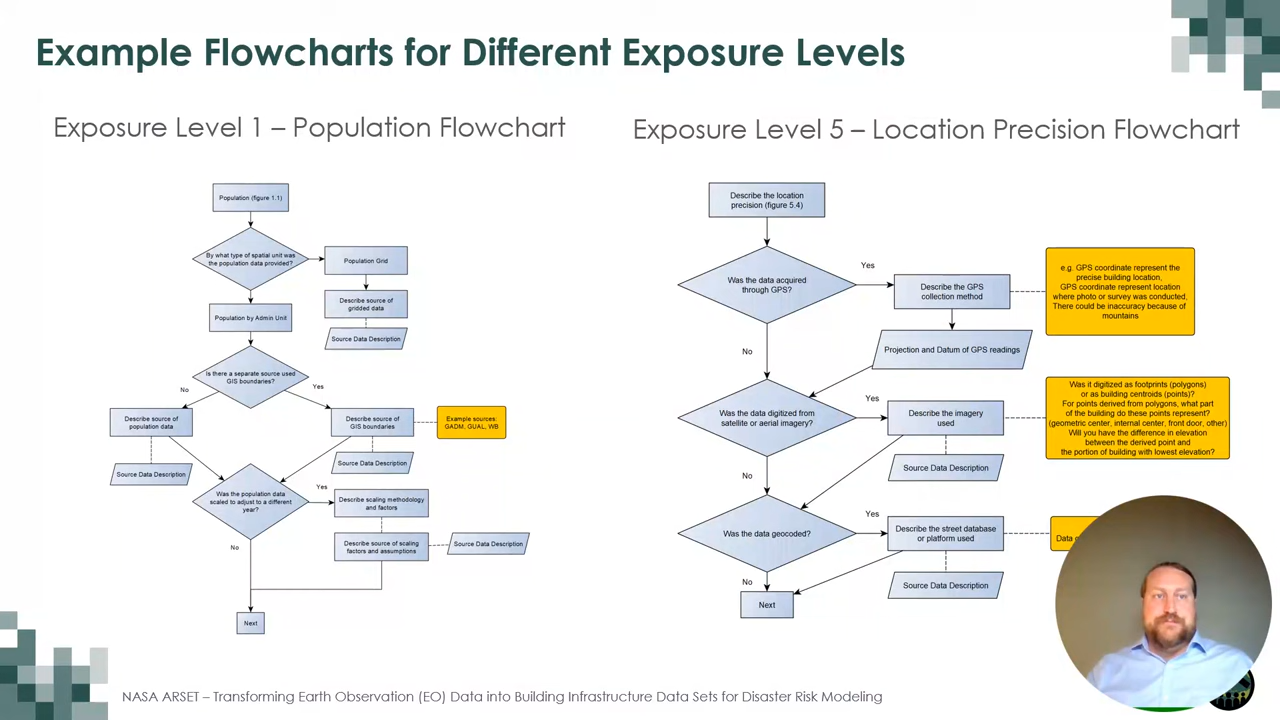 Example Flowcharts for Different Exposure Levels
Exposure Level 1 – Population Flowchart
Population (figure 1.1)
By what type of spatial unit was
the population data provided?
Population Grid
Describe source of
gridded data
Source Data Description
Population by Admin Unit
Is there a separate source used
GIS boundaries?
No
Yes
Describe source of
population data
Describe source of
GIS boundaries
Example sources:
GADM, GUAL, WB
Source Data Description
Source Data Description
Was the population data
scaled to adjust to a different
year?
Yes
Describe scaling methodology
and factors
Describe source of scaling
factors and assumptions
Source Data Description
No
Next
Exposure Level 5 – Location Precision Flowchart
Describe the location
precision (figure 5.4)
Was the data acquired
through GPS?
Yes
Describe the GPS
collection method
e.g. GPS coordinate represent the
precise building location,
GPS coordinate represent location
where photo or survey was conducted,
There could be inaccuracy because of
mountains
No
Projection and Datum of GPS readings
Was the data digitized from
satellite or aerial imagery?
Yes
Describe the imagery
used
Was it digitized as footprints (polygons)
or as building centroids (points)?
For points derived from polygons, what part
of the building do these points represent?
(geometric center, internal center, front door, other)
Will you have the difference in elevation
between the derived point and
the portion of building with lowest elevation?
Source Data Description
No
Was the data geocoded?
Yes
Describe the street database
or platform used
Data
Source Data Description
No
Next
NASA ARSET – Transforming Earth Observation (EO) Data into Building Infrastructure Data Sets for Disaster Risk Modeling